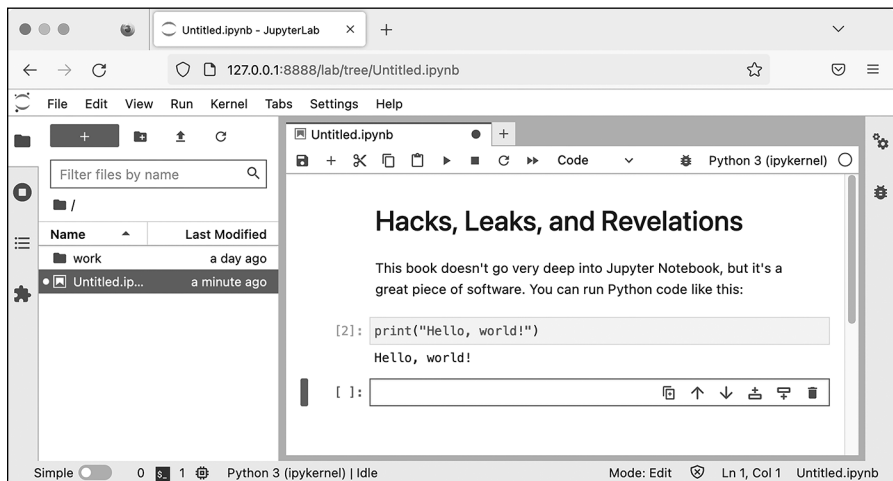 Untitled.ipynb - JupyterLab
127.0.0.1:8888/lab/tree/Untitled.ipynb
File Edit View Run Kernel Tabs Settings Help
Filter files by name
/
Name Last Modified
work a day ago
Untitled.ip... a minute ago
Untitled.ipynb
Code Python 3 (ipykernel)
Hacks, Leaks, and Revelations
This book doesn't go very deep into Jupyter Notebook, but it's a
great piece of software. You can run Python code like this:
[2]: print("Hello, world!")
Hello, world!
[ ]:
Simple 0 $_ 1 Python 3 (ipykernel) | Idle Mode: Edit Ln 1, Col 1 Untitled.ipynb